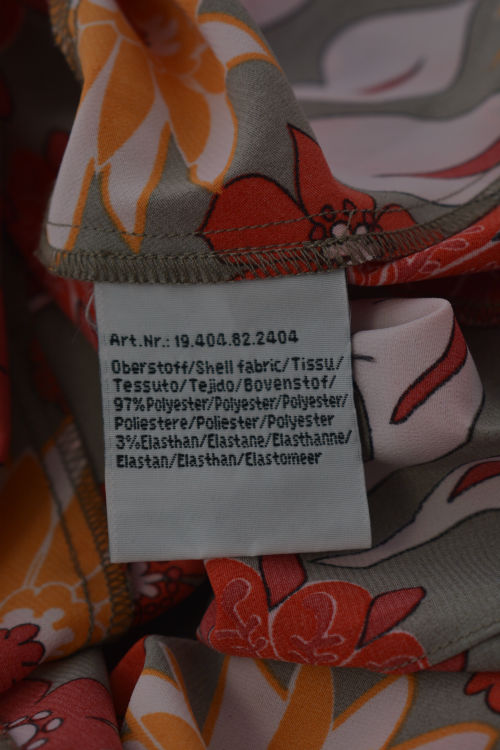 Art.Nr.: 19.404.82.2404
Oberstoff/Shell fabric/Tissu/
Tessuto/Tejido/Bovenstof/
97%Polyester/Polyester/Polyester/
Poliestere/Poliester/Polyester
3%Elasthan/Elastane/Elasthanne/
Elastan/Elasthan/Elastomeer